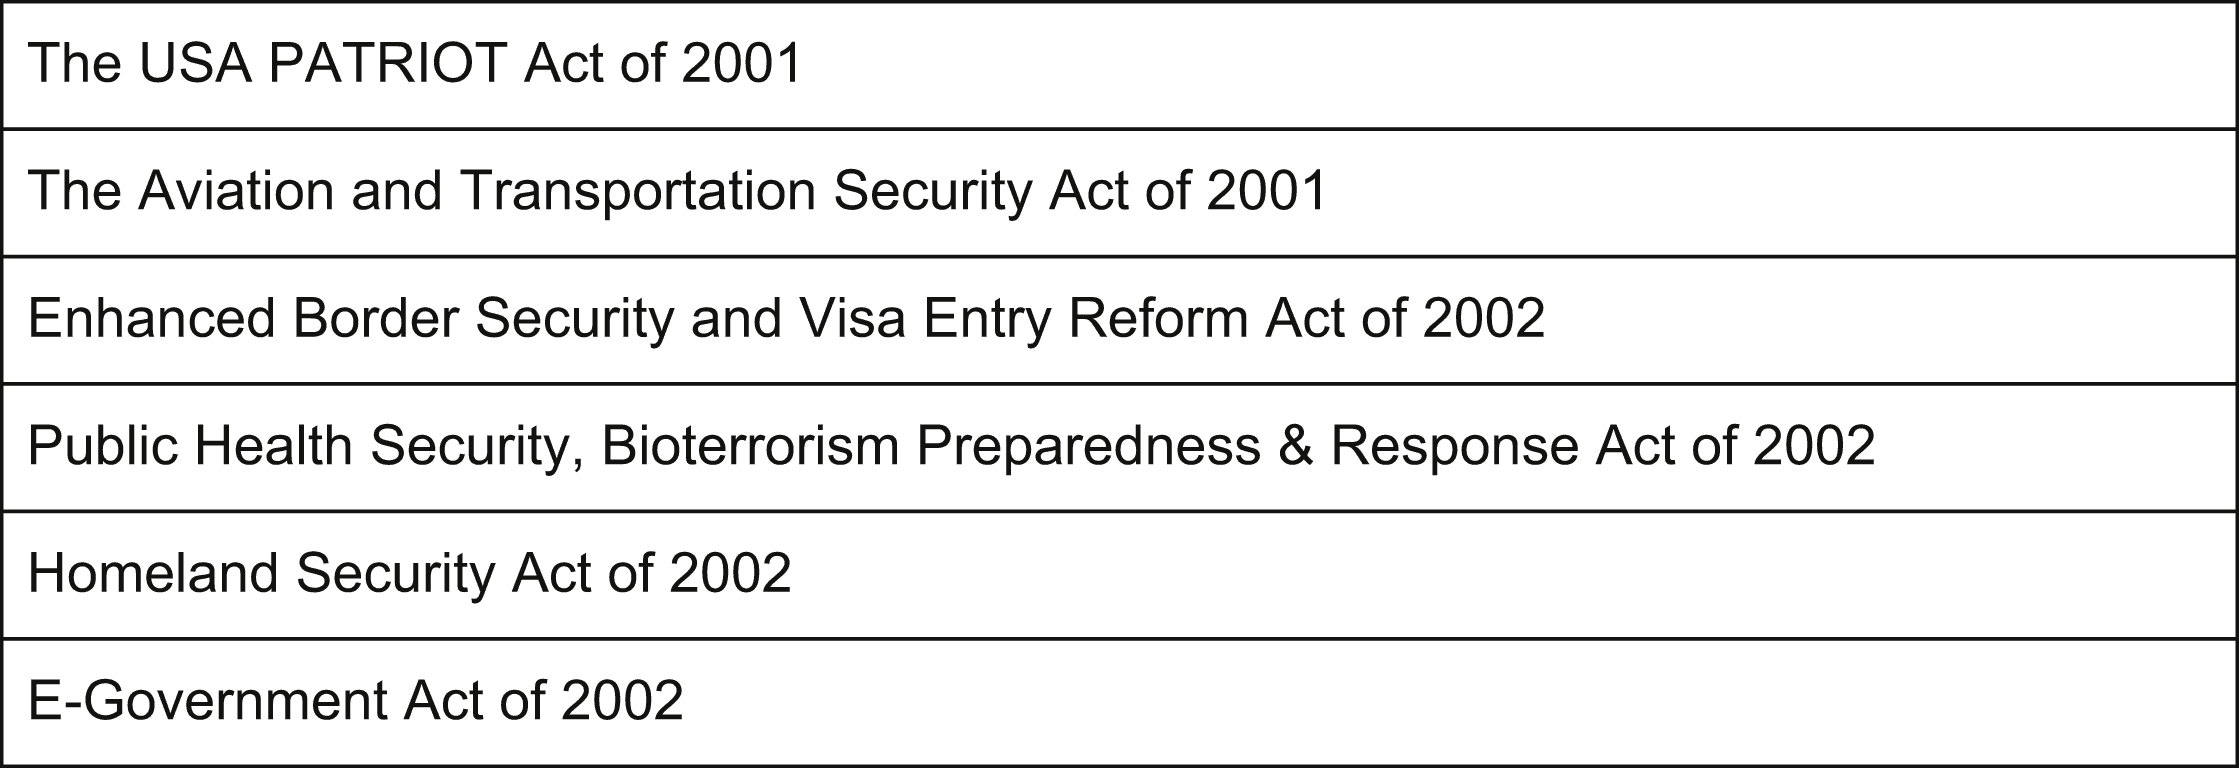 The USA PATRIOT Act of 2001
The Aviation and Transportation Security Act of 2001
Enhanced Border Security and Visa Entry Reform Act of 2002
Public Health Security, Bioterrorism Preparedness & Response Act of 2002
Homeland Security Act of 2002
E-Government Act of 2002